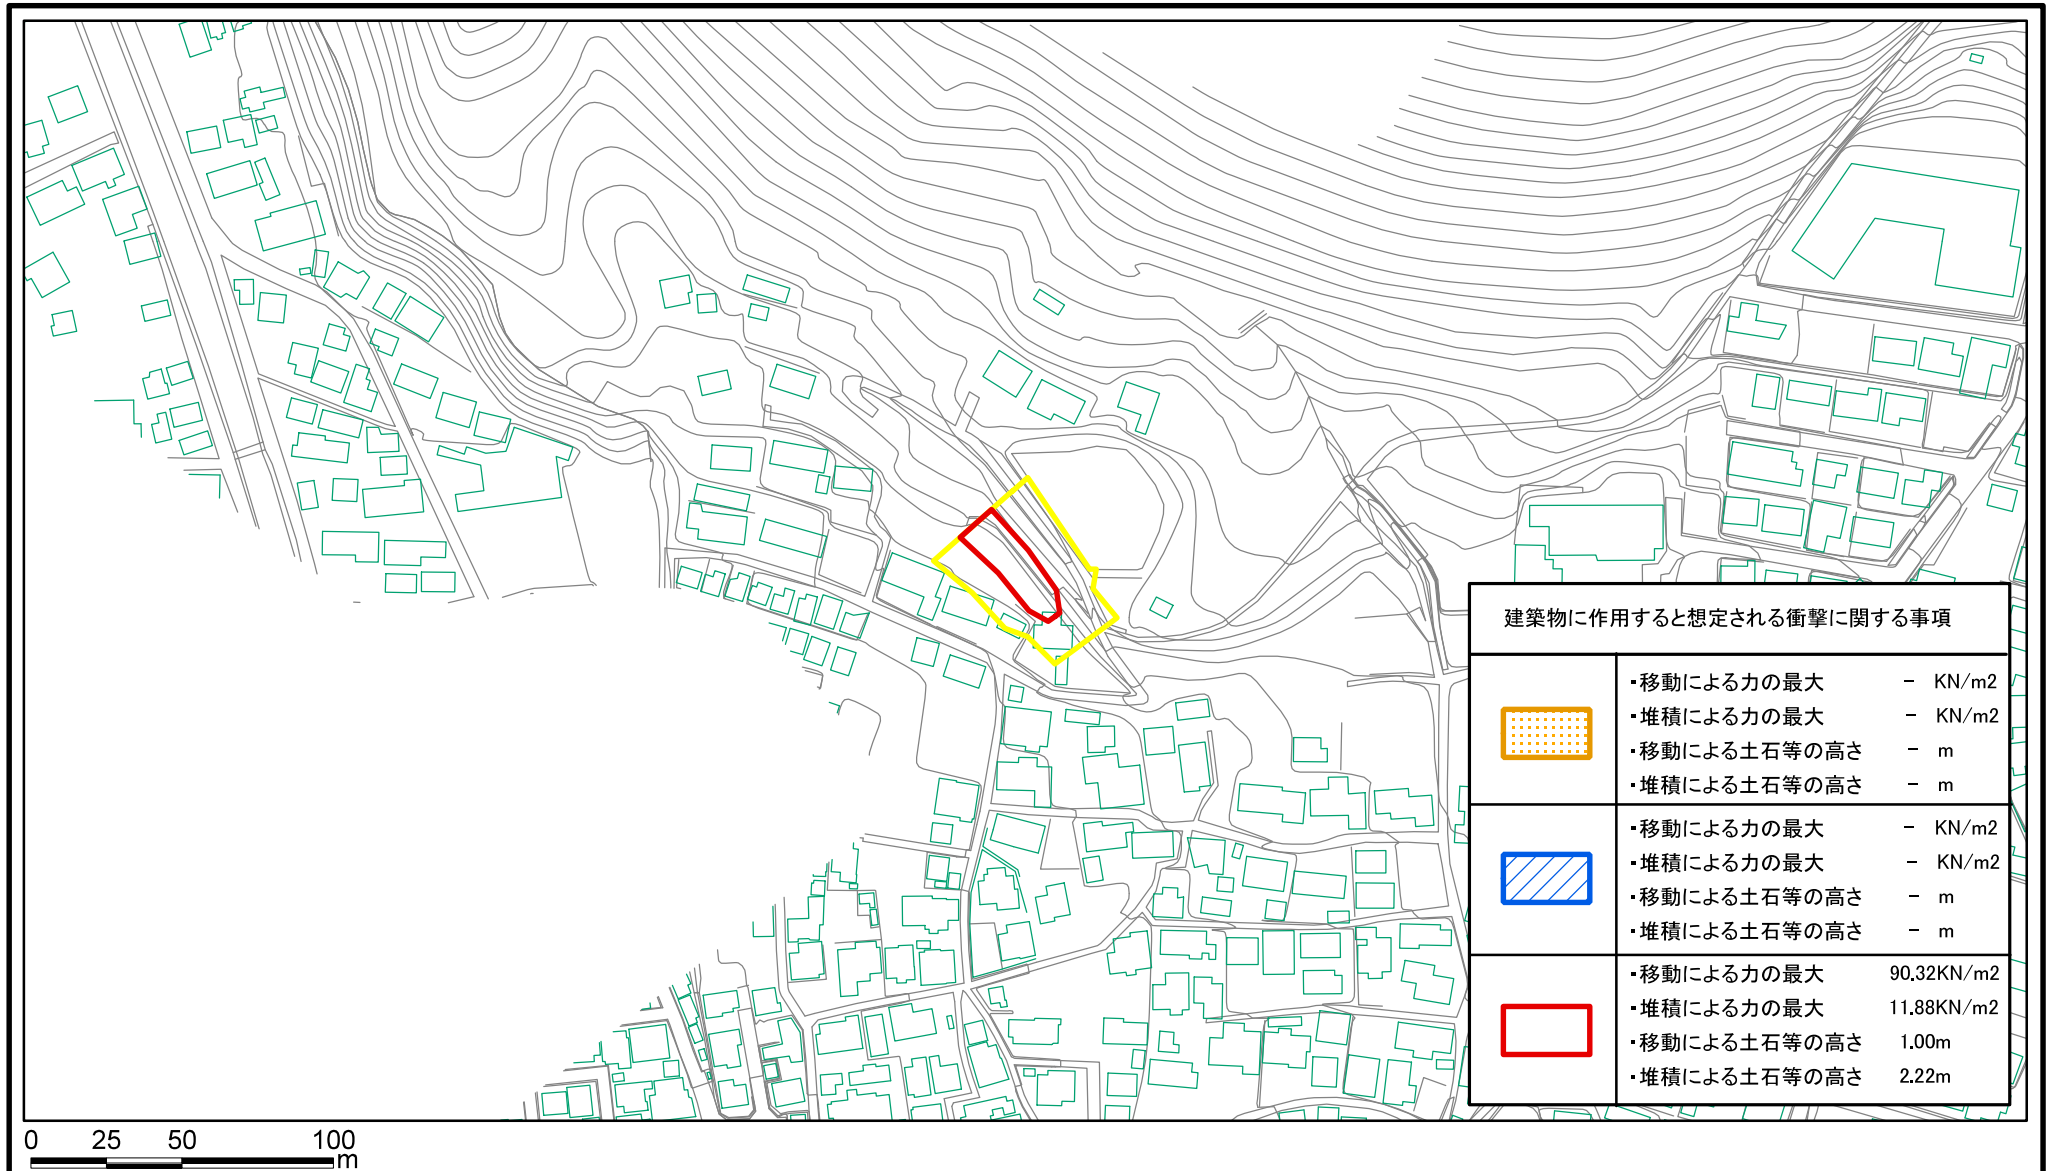 建築物に作用すると想定される衝撃に関する事項
・移動による力の最大 - KN/m2
・堆積による力の最大 - KN/m2
・移動による土石等の高さ - m
・堆積による土石等の高さ - m
・移動による力の最大 - KN/m2
・堆積による力の最大 - KN/m2
・移動による土石等の高さ - m
・堆積による土石等の高さ - m
・移動による力の最大 90.32KN/m2
・堆積による力の最大 11.88KN/m2
・移動による土石等の高さ 1.00m
・堆積による土石等の高さ 2.22m
0 25 50 100
m